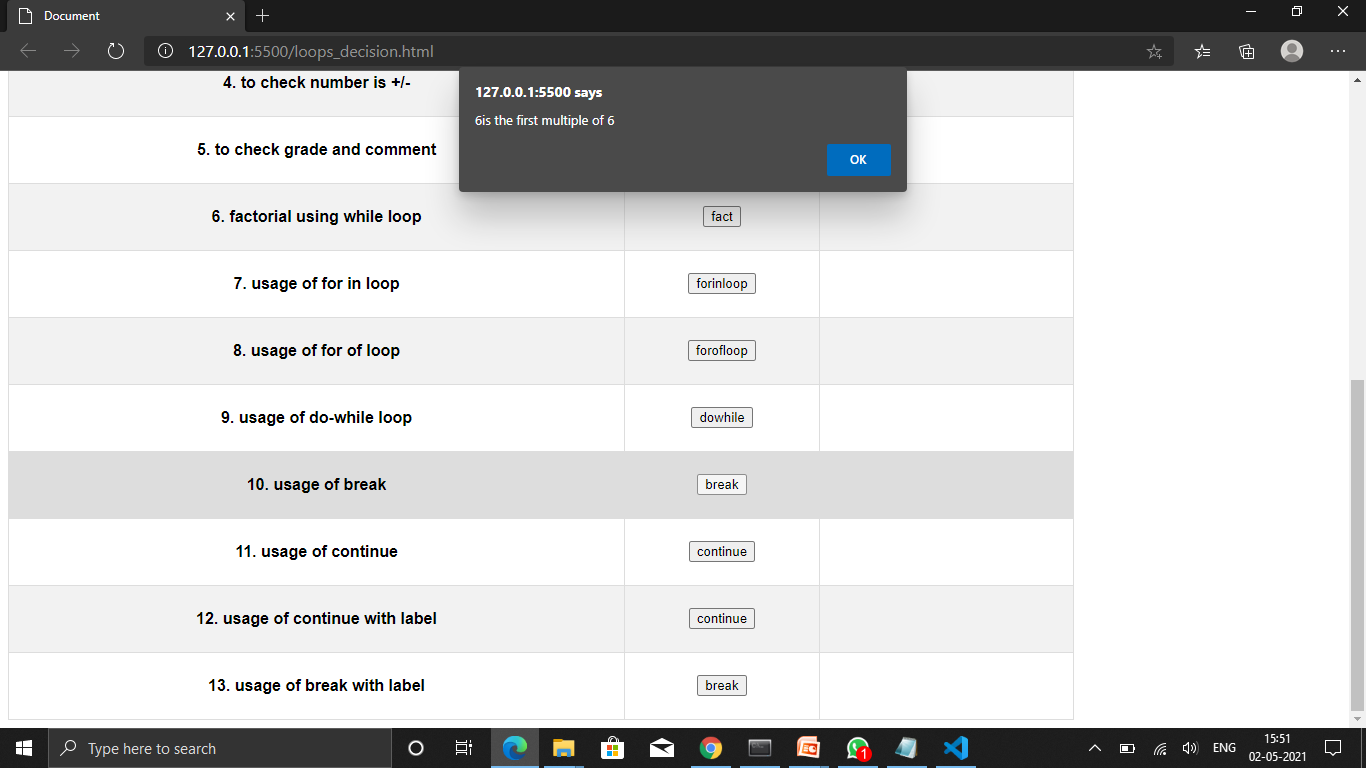 Document
127.0.0.1:5500/loops_decision.html
127.0.0.1:5500 says
6is the first multiple of 6
OK
4. to check number is +/-
5. to check grade and comment
6. factorial using while loop
fact
7. usage of for in loop
forinloop
8. usage of for of loop
forofloop
9. usage of do-while loop
dowhile
10. usage of break
break
11. usage of continue
continue
12. usage of continue with label
continue
13. usage of break with label
break
Type here to search
1
ENG
15:51
02-05-2021